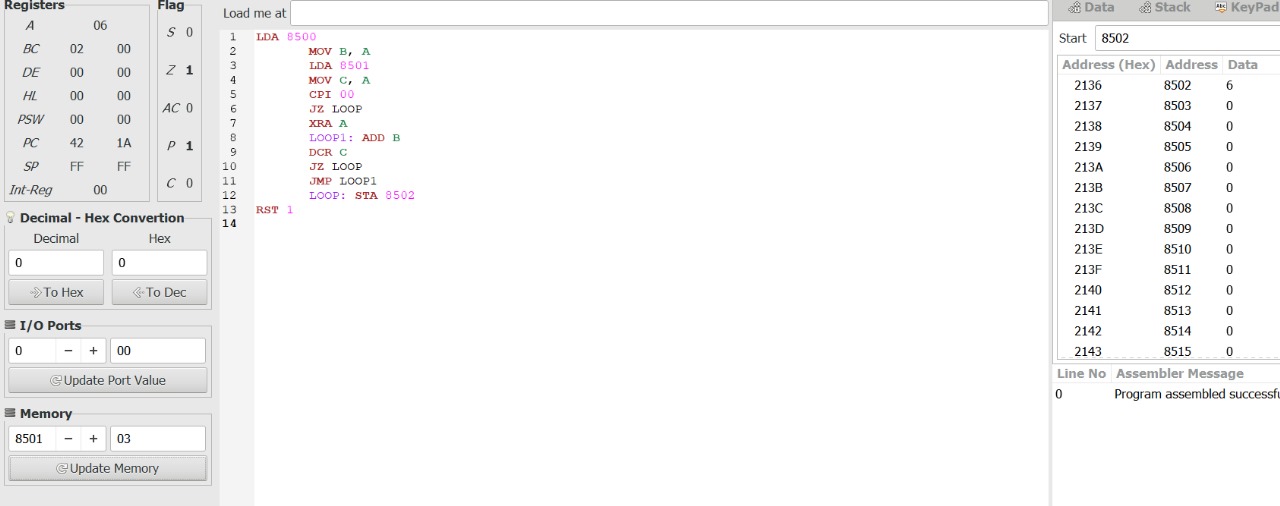 Registers
A 06
BC 02 00
DE 00 00
HL 00 00
PSW 00 00
PC 42 1A
SP FF FF
Int-Reg 00
Flag
S 0
Z 1
AC 0
P 1
C 0
Decimal - Hex Convertion
Decimal Hex
0 0
To Hex To Dec
I/O Ports
0 − + 00
Update Port Value
Memory
8501 − + 03
Update Memory
Load me at
1 LDA 8500
2 MOV B, A
3 LDA 8501
4 MOV C, A
5 CPI 00
6 JZ LOOP
7 XRA A
8 LOOP1: ADD B
9 DCR C
10 JZ LOOP
11 JMP LOOP1
12 LOOP: STA 8502
13 RST 1
14
Data Stack KeyPad
Start 8502
Address (Hex) Address Data
2136 8502 6
2137 8503 0
2138 8504 0
2139 8505 0
213A 8506 0
213B 8507 0
213C 8508 0
213D 8509 0
213E 8510 0
213F 8511 0
2140 8512 0
2141 8513 0
2142 8514 0
2143 8515 0
Line No Assembler Message
0 Program assembled successfu